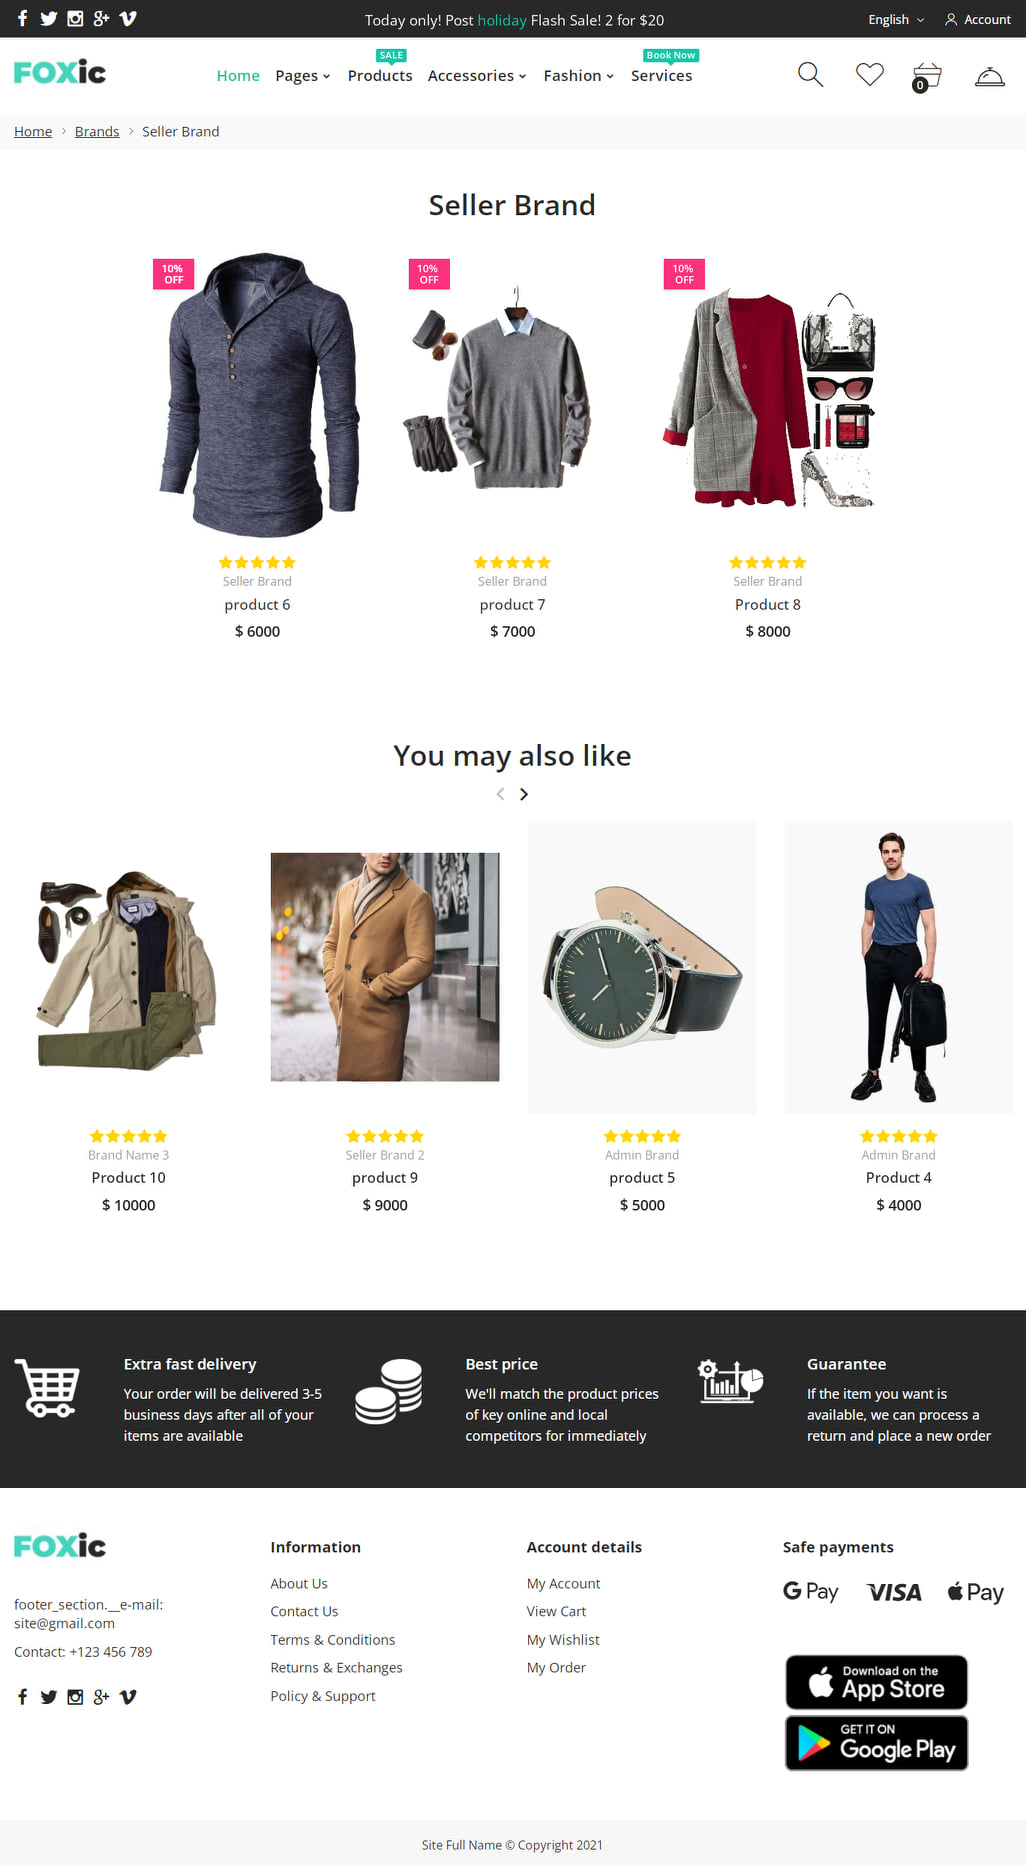 Today only! Post holiday Flash Sale! 2 for $20
English
Account
FOXic
Home
Pages
SALE
Products
Accessories
Fashion
Book Now
Services
0
Home > Brands > Seller Brand
Seller Brand
10% OFF
10% OFF
10% OFF
Seller Brand
product 6
$ 6000
Seller Brand
product 7
$ 7000
Seller Brand
Product 8
$ 8000
You may also like
Brand Name 3
Product 10
$ 10000
Seller Brand 2
product 9
$ 9000
Admin Brand
product 5
$ 5000
Admin Brand
Product 4
$ 4000
Extra fast delivery
Your order will be delivered 3-5
business days after all of your
items are available
Best price
We'll match the product prices
of key online and local
competitors for immediately
Guarantee
If the item you want is
available, we can process a
return and place a new order
FOXic
footer_section.__e-mail:
site@gmail.com
Contact: +123 456 789
Information
About Us
Contact Us
Terms & Conditions
Returns & Exchanges
Policy & Support
Account details
My Account
View Cart
My Wishlist
My Order
Safe payments
G Pay
VISA
Pay
Download on the
App Store
GET IT ON
Google Play
Site Full Name © Copyright 2021